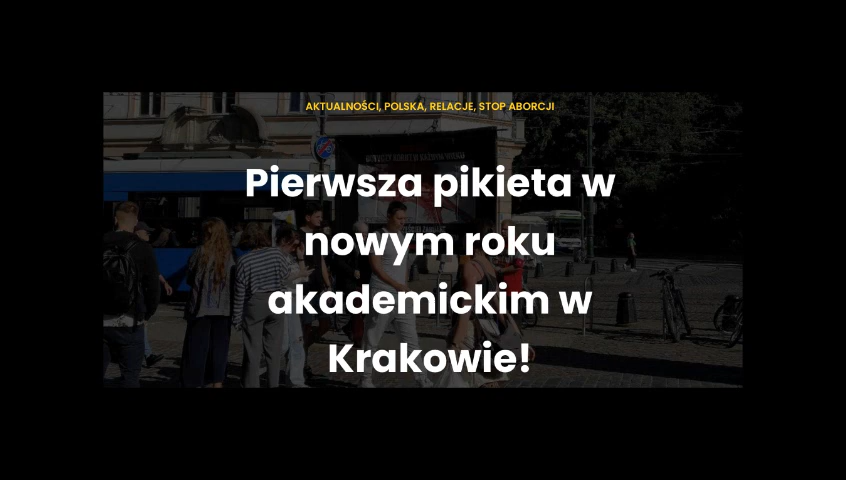 AKTUALNOŚCI, POLSKA, RELACJE, STOP ABORCJI
Pierwsza pikieta w
nowym roku
akademickim w
Krakowie!